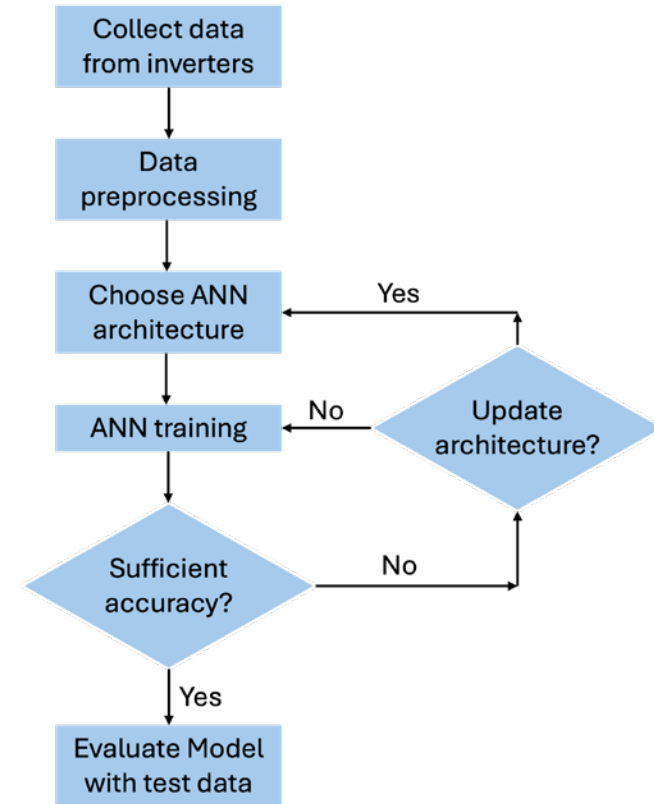 Collect data
from inverters
Data
preprocessing
Choose ANN
architecture
Yes
ANN training
No
Update
architecture?
Sufficient
accuracy?
No
Yes
Evaluate Model
with test data